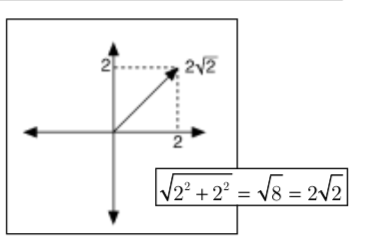 2 2√2
2
√2² + 2² = √8 = 2√2